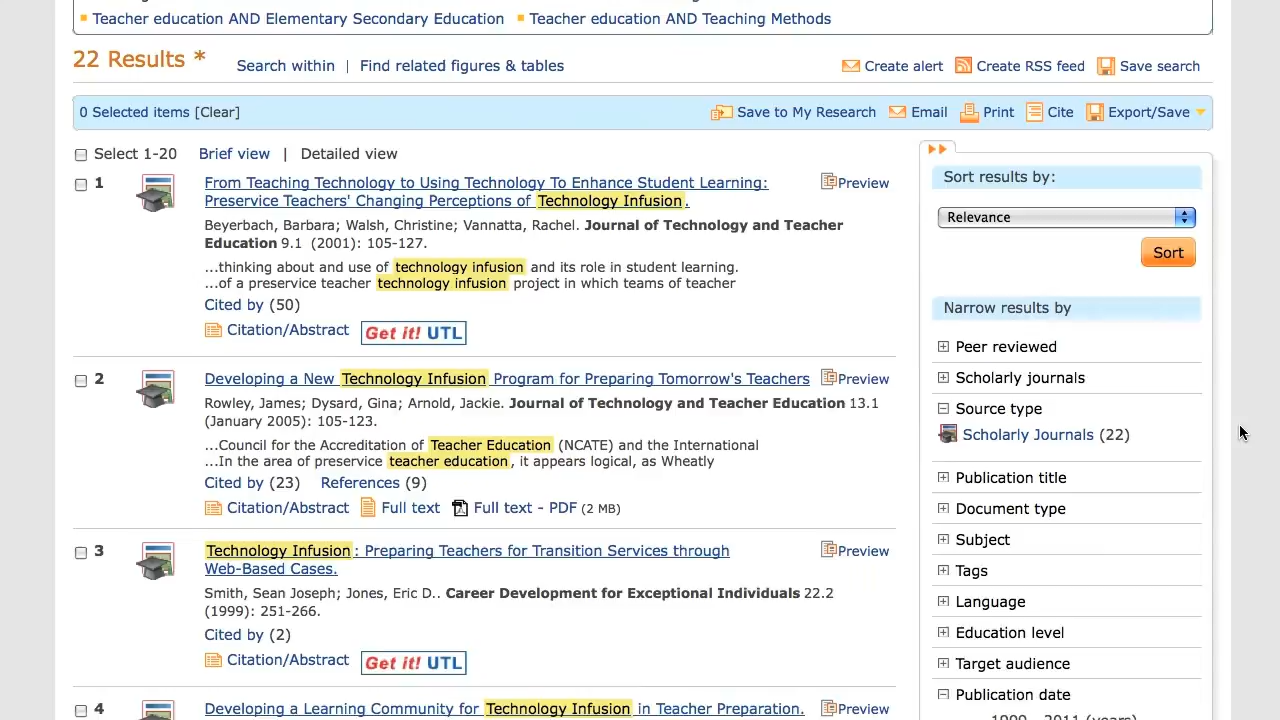 Teacher education AND Elementary Secondary Education Teacher education AND Teaching Methods
22 Results * Search within | Find related figures & tables Create alert Create RSS feed Save search
0 Selected items [Clear] Save to My Research Email Print Cite Export/Save
Select 1-20 Brief view | Detailed view
1 From Teaching Technology to Using Technology To Enhance Student Learning: Preview
Preservice Teachers' Changing Perceptions of Technology Infusion.
Beyerbach, Barbara; Walsh, Christine; Vannatta, Rachel. Journal of Technology and Teacher
Education 9.1 (2001): 105-127.
...thinking about and use of technology infusion and its role in student learning.
...of a preservice teacher technology infusion project in which teams of teacher
Cited by (50)
Citation/Abstract Get it! UTL
2 Developing a New Technology Infusion Program for Preparing Tomorrow's Teachers Preview
Rowley, James; Dysard, Gina; Arnold, Jackie. Journal of Technology and Teacher Education 13.1
(January 2005): 105-123.
...Council for the Accreditation of Teacher Education (NCATE) and the International
...In the area of preservice teacher education, it appears logical, as Wheatly
Cited by (23) References (9)
Citation/Abstract Full text Full text - PDF (2 MB)
3 Technology Infusion: Preparing Teachers for Transition Services through Preview
Web-Based Cases.
Smith, Sean Joseph; Jones, Eric D.. Career Development for Exceptional Individuals 22.2
(1999): 251-266.
Cited by (2)
Citation/Abstract Get it! UTL
4 Developing a Learning Community for Technology Infusion in Teacher Preparation. Preview
Sort results by:
Relevance
Sort
Narrow results by
Peer reviewed
Scholarly journals
Source type
Scholarly Journals (22)
Publication title
Document type
Subject
Tags
Language
Education level
Target audience
Publication date
1999 - 2011 (years)